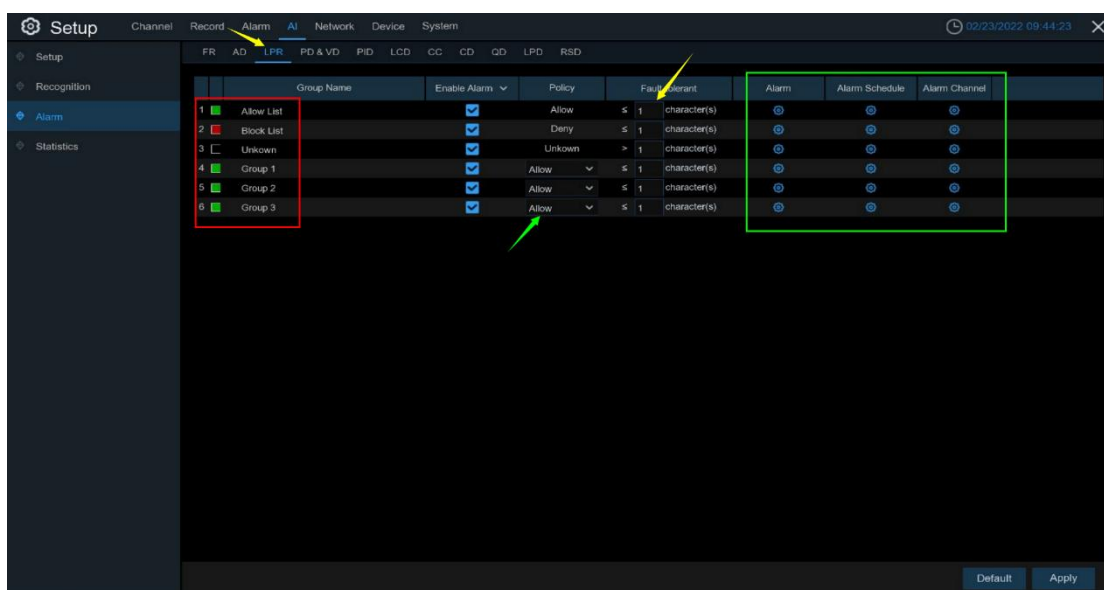 Setup Channel Record Alarm AI Network Device System 02/23/2022 09:44:23
Setup FR AD LPR PD & VD PID LCD CC CD QD LPD RSD
Recognition
Alarm
Statistics
Group Name Enable Alarm Policy Fault tolerant Alarm Alarm Schedule Alarm Channel
1 Allow List Allow ≤ 1 character(s)
2 Block List Deny ≤ 1 character(s)
3 Unkown Unkown > 1 character(s)
4 Group 1 Allow ≤ 1 character(s)
5 Group 2 Allow ≤ 1 character(s)
6 Group 3 Allow ≤ 1 character(s)
Default Apply